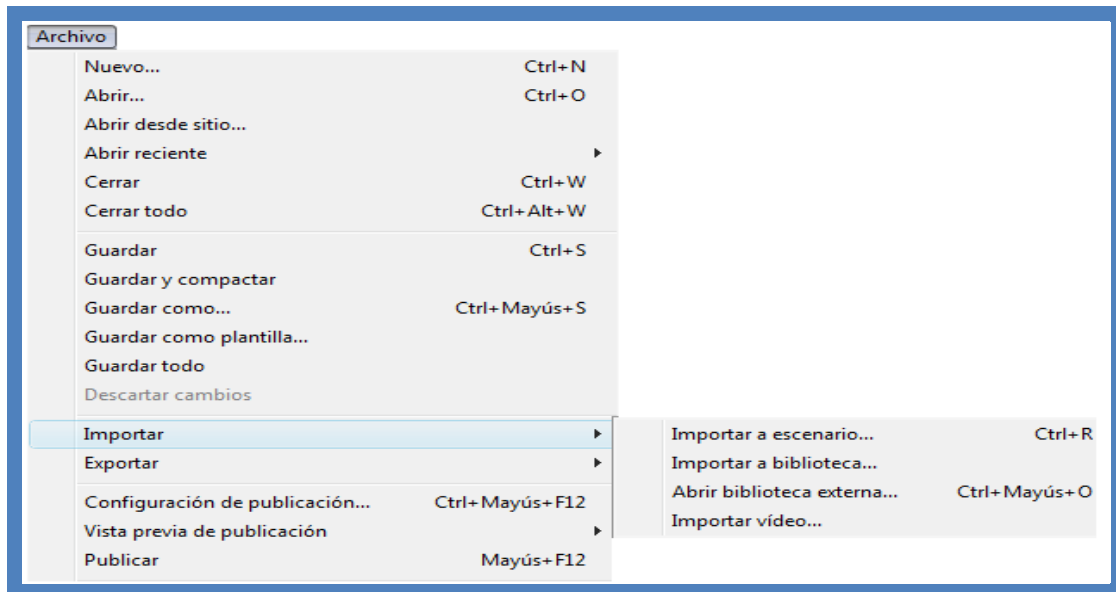 Archivo
Nuevo... Ctrl+N
Abrir... Ctrl+O
Abrir desde sitio...
Abrir reciente
Cerrar Ctrl+W
Cerrar todo Ctrl+Alt+W
Guardar Ctrl+S
Guardar y compactar
Guardar como... Ctrl+Mayús+S
Guardar como plantilla...
Guardar todo
Descartar cambios
Importar
Exportar
Configuración de publicación... Ctrl+Mayús+F12
Vista previa de publicación
Publicar Mayús+F12
Importar a escenario... Ctrl+R
Importar a biblioteca...
Abrir biblioteca externa... Ctrl+Mayús+O
Importar vídeo...